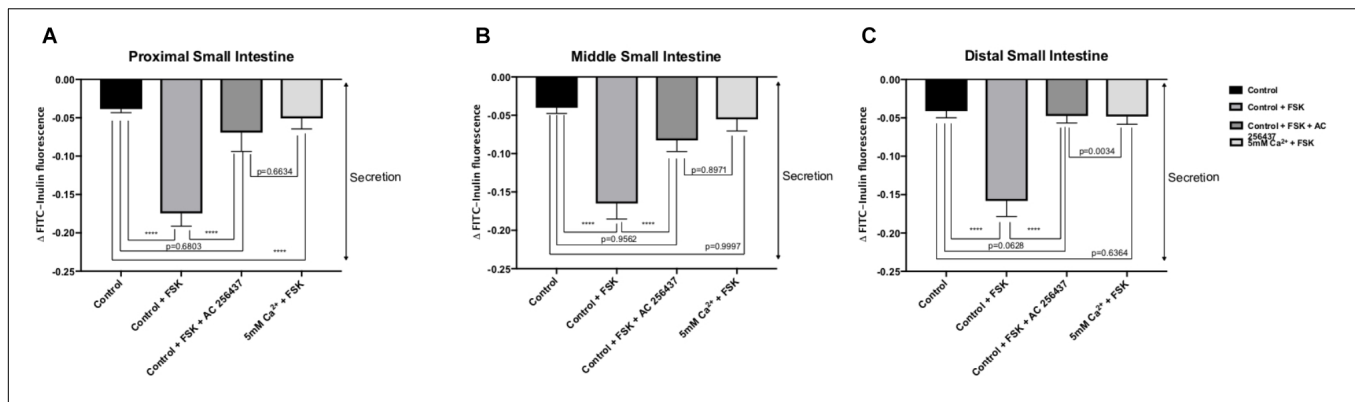 A
Proximal Small Intestine
Δ FITC−Inulin fluorescence
0.00
-0.05
-0.10
-0.15
-0.20
-0.25
p=0.6634
****
****
p=0.6803
****
Secretion
Control
Control + FSK
Control + FSK + AC 256437
5mM Ca²⁺ + FSK
B
Middle Small Intestine
Δ FITC−Inulin fluorescence
0.00
-0.05
-0.10
-0.15
-0.20
-0.25
p=0.8971
****
****
p=0.9562
p=0.9997
Secretion
Control
Control + FSK
Control + FSK + AC 256437
5mM Ca²⁺ + FSK
C
Distal Small Intestine
Δ FITC−Inulin fluorescence
0.00
-0.05
-0.10
-0.15
-0.20
-0.25
p=0.0034
****
****
p=0.0628
p=0.6364
Secretion
Control
Control + FSK
Control + FSK + AC 256437
5mM Ca²⁺ + FSK
Control
Control + FSK
Control + FSK + AC
256437
5mM Ca²⁺ + FSK